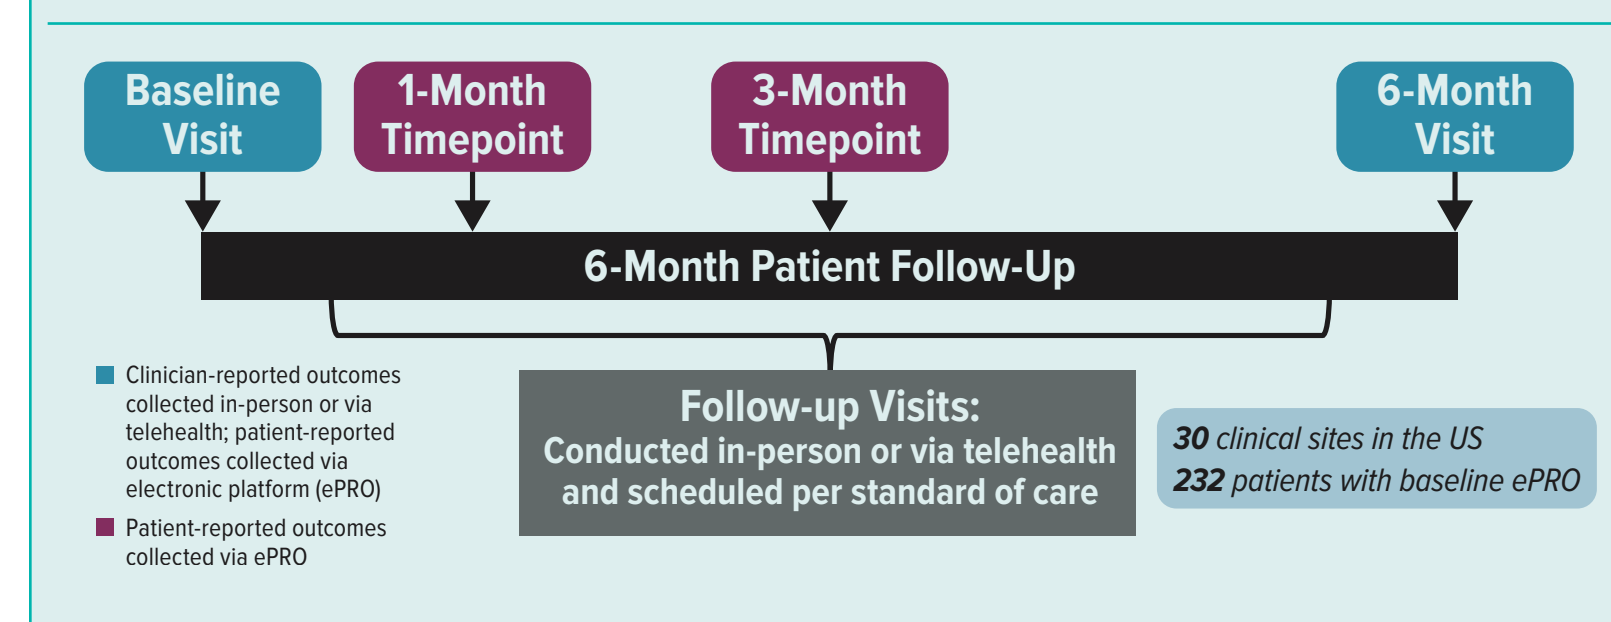 Baseline
Visit
1-Month
Timepoint
3-Month
Timepoint
6-Month
Visit
6-Month Patient Follow-Up
Clinician-reported outcomes
collected in-person or via
telehealth; patient-reported
outcomes collected via
electronic platform (ePRO)
Patient-reported outcomes
collected via ePRO
Follow-up Visits:
Conducted in-person or via telehealth
and scheduled per standard of care
30 clinical sites in the US
232 patients with baseline ePRO